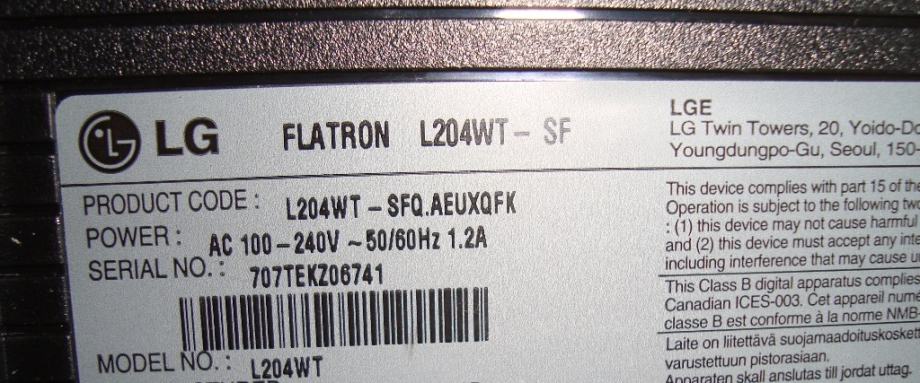 LG FLATRON L204WT - SF
PRODUCT CODE : L204WT - SFQ.AEUXQFK
POWER : AC 100-240V ~50/60Hz 1.2A
SERIAL NO. : 707TEKZ06741
MODEL NO. : L204WT
LGE
LG Twin Towers, 20, Yoido-Do
Youngdungpo-Gu, Seoul, 150-
This device complies with part 15 of the
Operation is subject to the following two
: (1) this device may not cause harmful
and (2) this device must accept any inte
including interference that may cause u
This Class B digital apparatus complies
Canadian ICES-003. Cet appareil numé
classe B est conforme à la norme NMB-
Laite on liitettävä suojamaadoituskosket
varustettuun pistorasiaan.
Apparaten skall anslutas till jordat uttag.